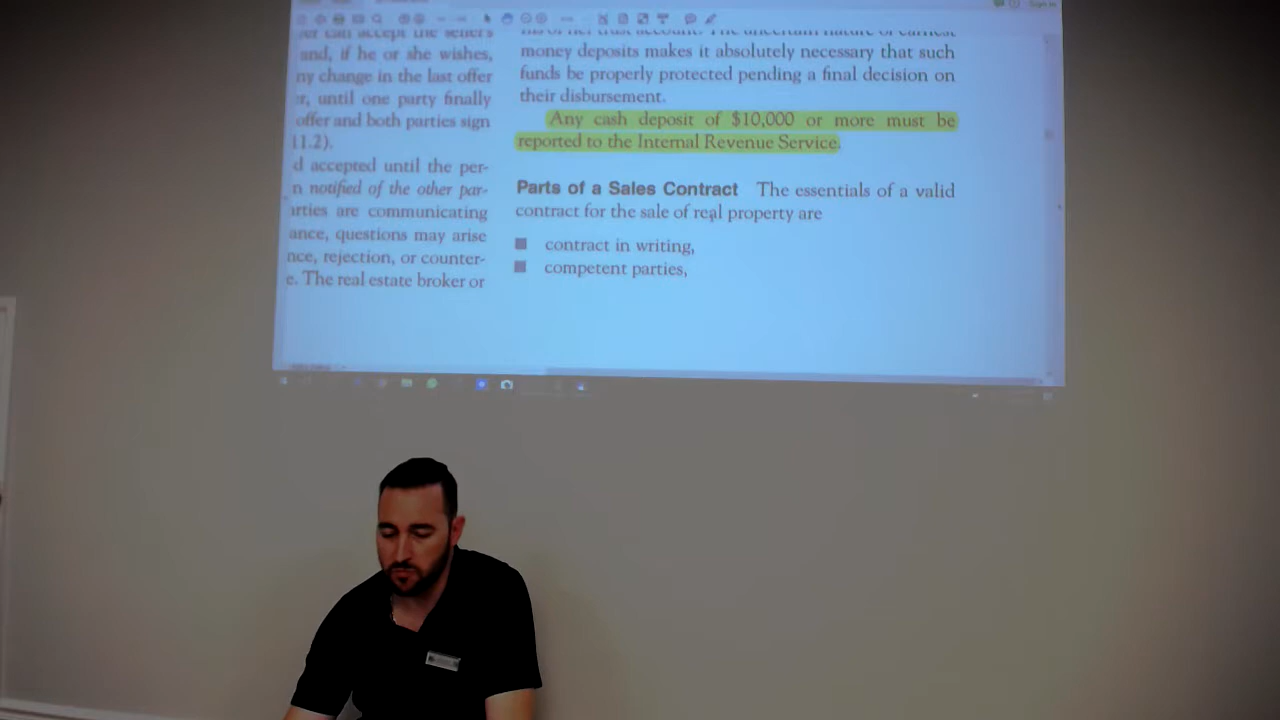 and, if he or she wishes,
ny change in the last offer
er, until one party finally
offer and both parties sign
11.2).
d accepted until the per-
n notified of the other par-
arties are communicating
ance, questions may arise
nce, rejection, or counter-
e. The real estate broker or
money deposits makes it absolutely necessary that such
funds be properly protected pending a final decision on
their disbursement.
Any cash deposit of $10,000 or more must be
reported to the Internal Revenue Service.
Parts of a Sales Contract The essentials of a valid
contract for the sale of real property are
contract in writing,
competent parties,